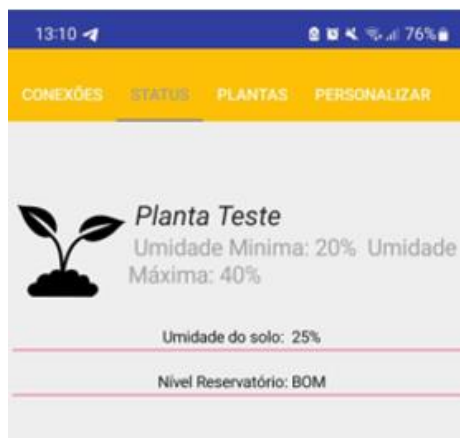 13:10 76%
CONEXÕES STATUS PLANTAS PERSONALIZAR
Planta Teste
Umidade Minima: 20% Umidade
Máxima: 40%
Umidade do solo: 25%
Nível Reservatório: BOM